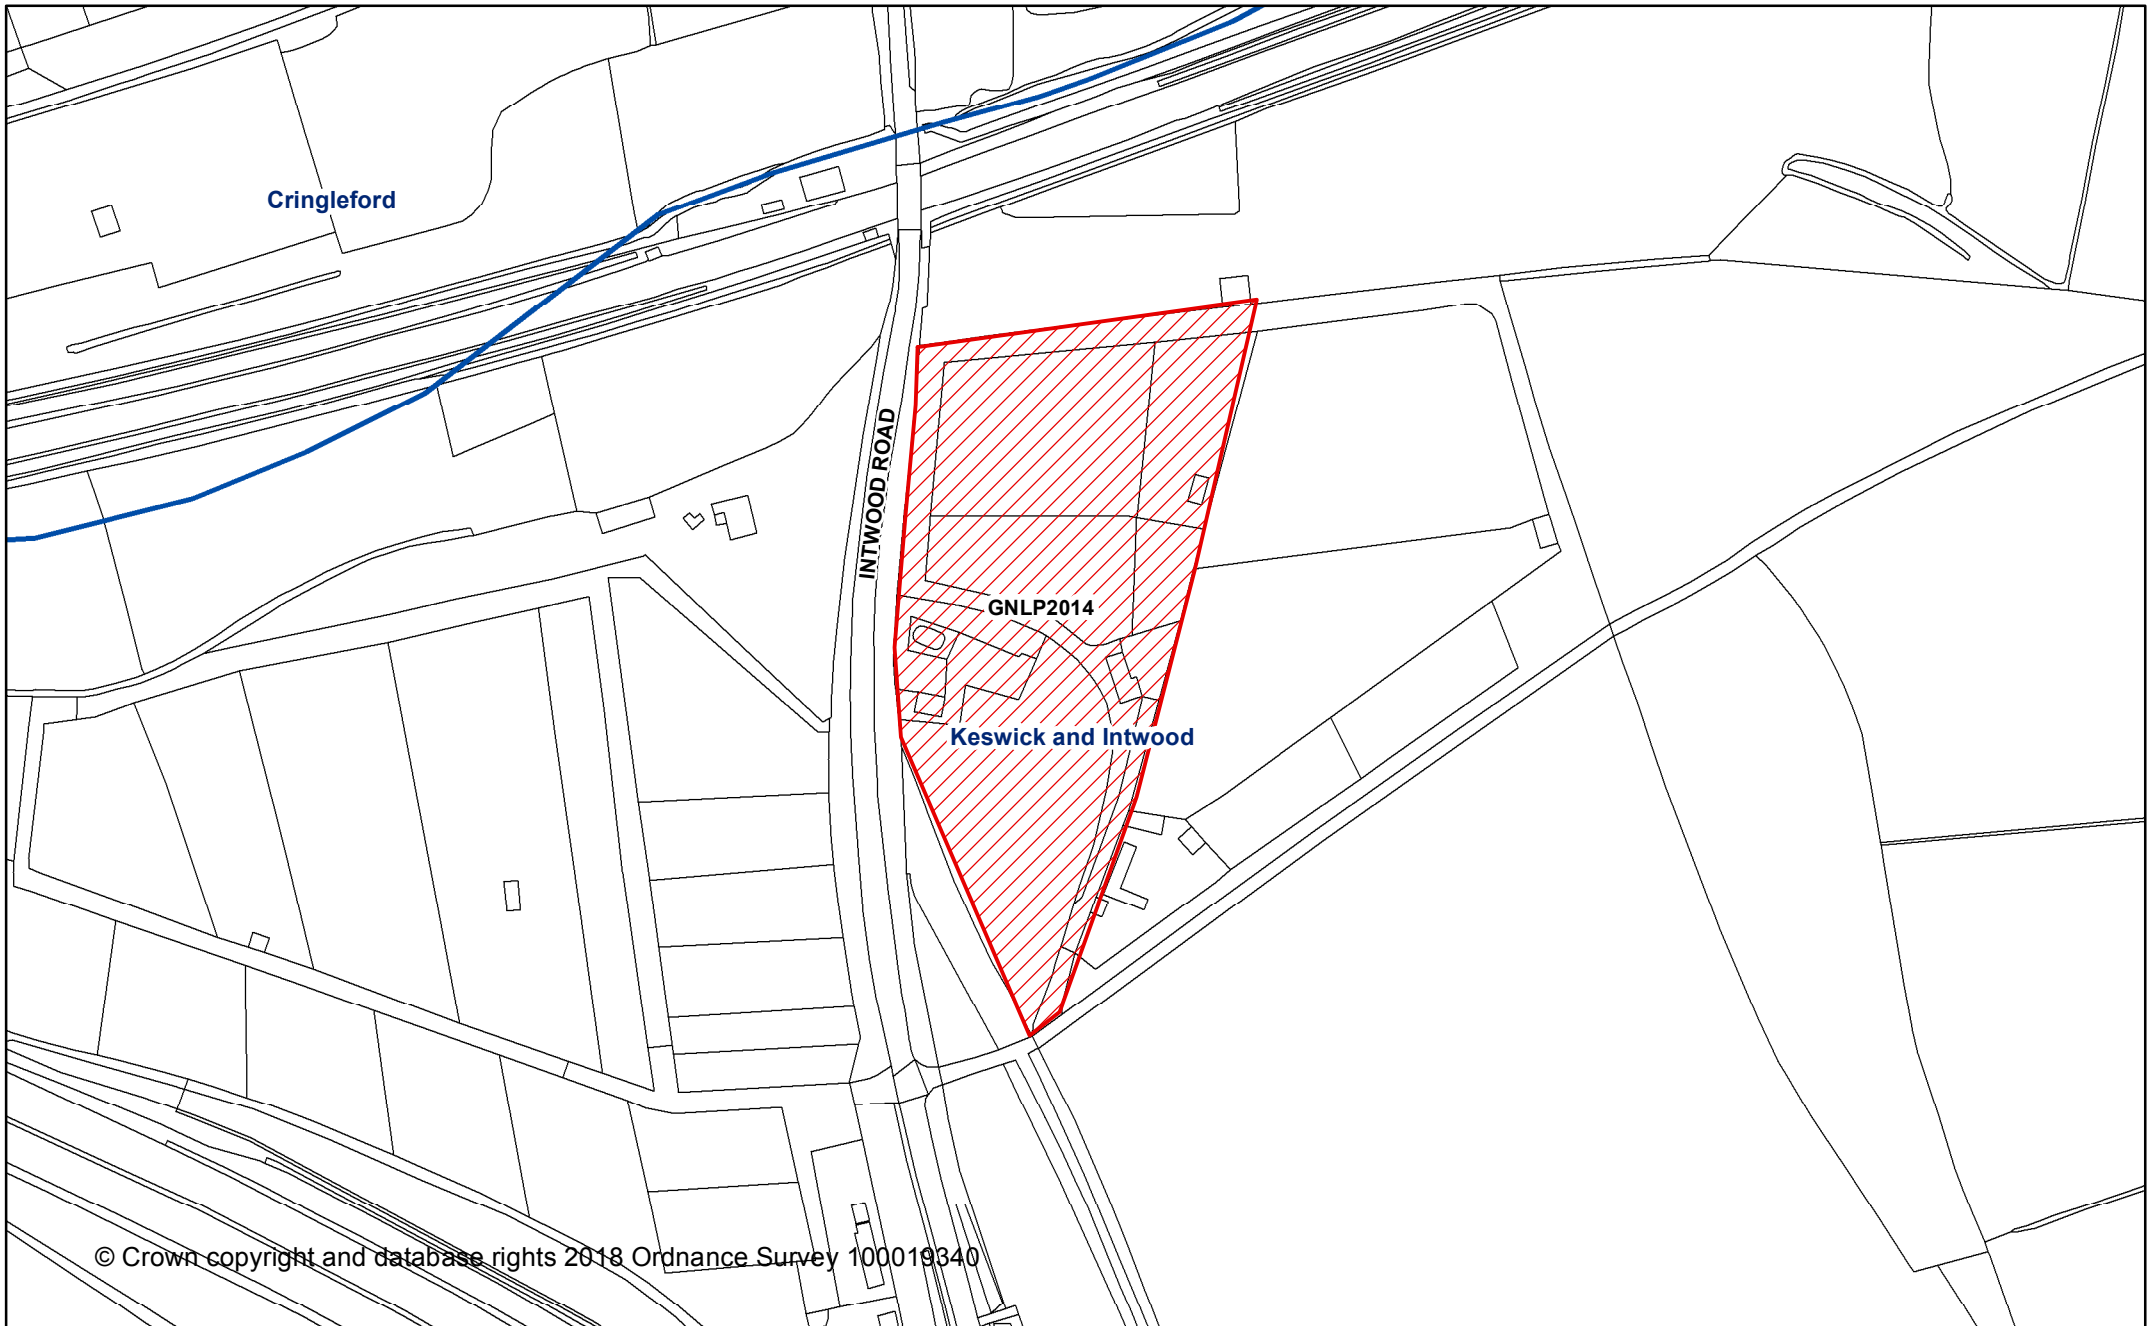 Cringleford
INTWOOD ROAD
GNLP2014
Keswick and Intwood
© Crown copyright and database rights 2018 Ordnance Survey 100019340